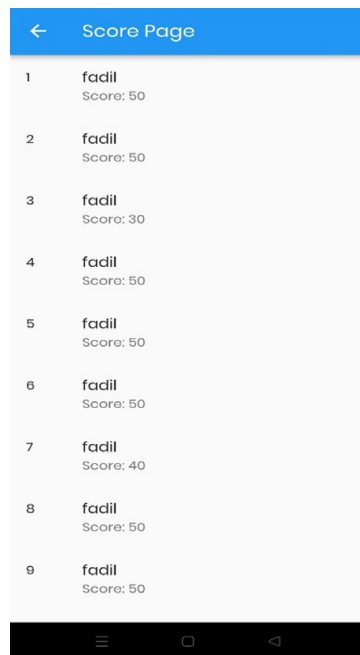 Score Page
1 fadil
Score: 50
2 fadil
Score: 50
3 fadil
Score: 30
4 fadil
Score: 50
5 fadil
Score: 50
6 fadil
Score: 50
7 fadil
Score: 40
8 fadil
Score: 50
9 fadil
Score: 50